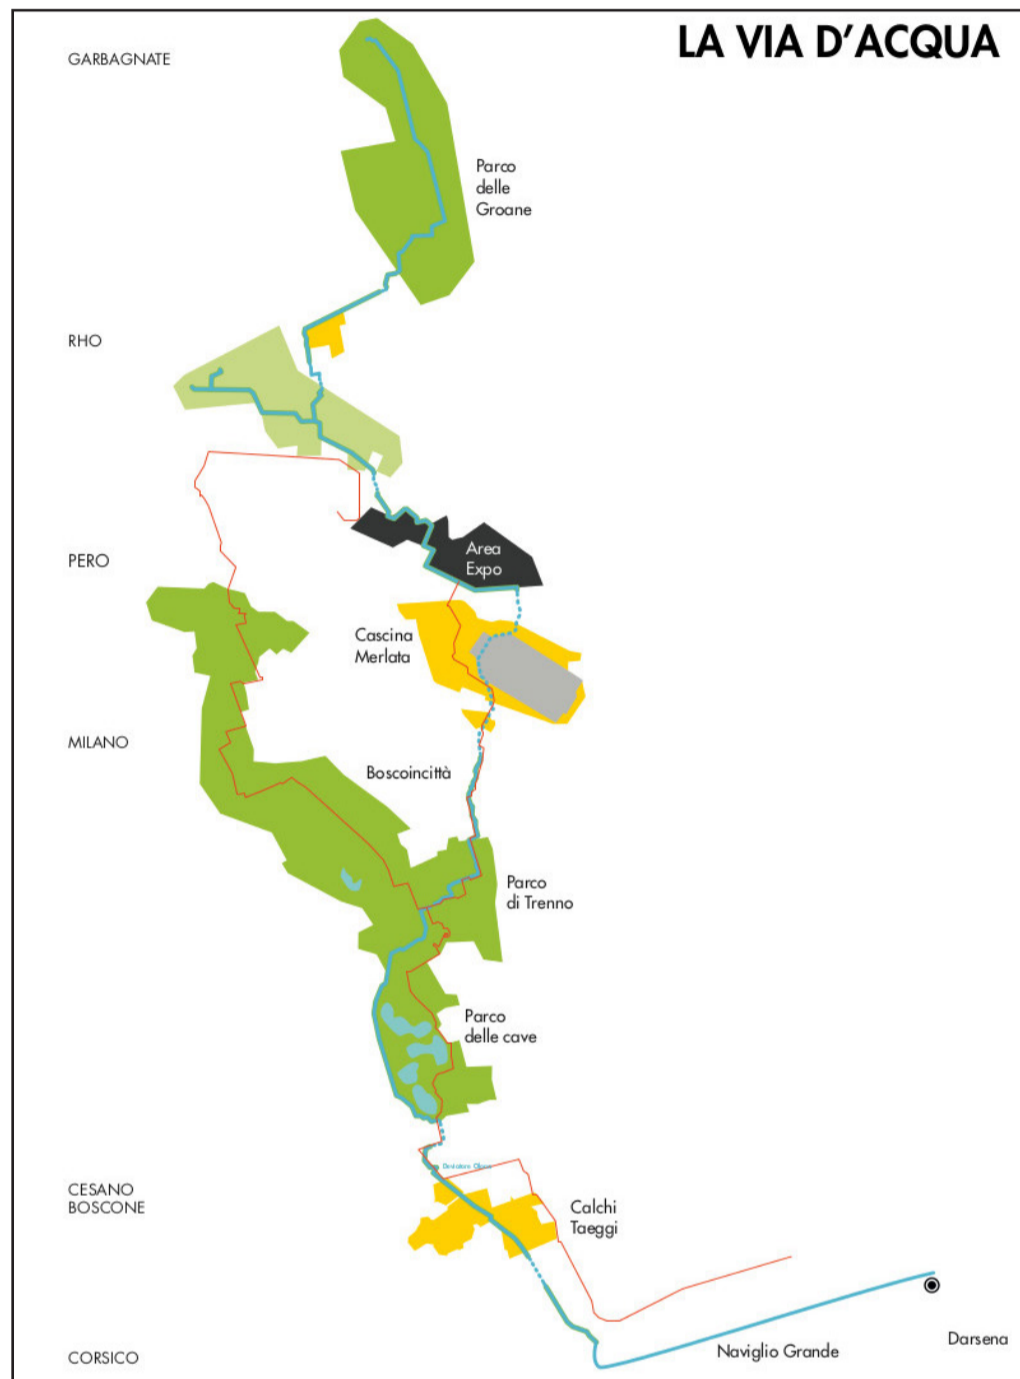 LA VIA D’ACQUA
GARBAGNATE
Parco
delle
Groane
RHO
PERO
Area
Expo
Cascina
Merlata
MILANO
Boscoincittà
Parco
di Trenno
Parco
delle cave
CESANO
BOSCONE
Calchi
Taeggi
Naviglio Grande
Darsena
CORSICO